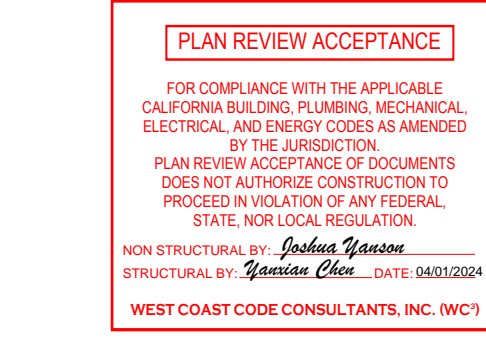 PLAN REVIEW ACCEPTANCE
FOR COMPLIANCE WITH THE APPLICABLE
CALIFORNIA BUILDING, PLUMBING, MECHANICAL,
ELECTRICAL, AND ENERGY CODES AS AMENDED
BY THE JURISDICTION.
PLAN REVIEW ACCEPTANCE OF DOCUMENTS
DOES NOT AUTHORIZE CONSTRUCTION TO
PROCEED IN VIOLATION OF ANY FEDERAL,
STATE, NOR LOCAL REGULATION.
NON STRUCTURAL BY: Joshua Yanson
STRUCTURAL BY: Yanxian Chen DATE: 04/01/2024
WEST COAST CODE CONSULTANTS, INC. (WC³)